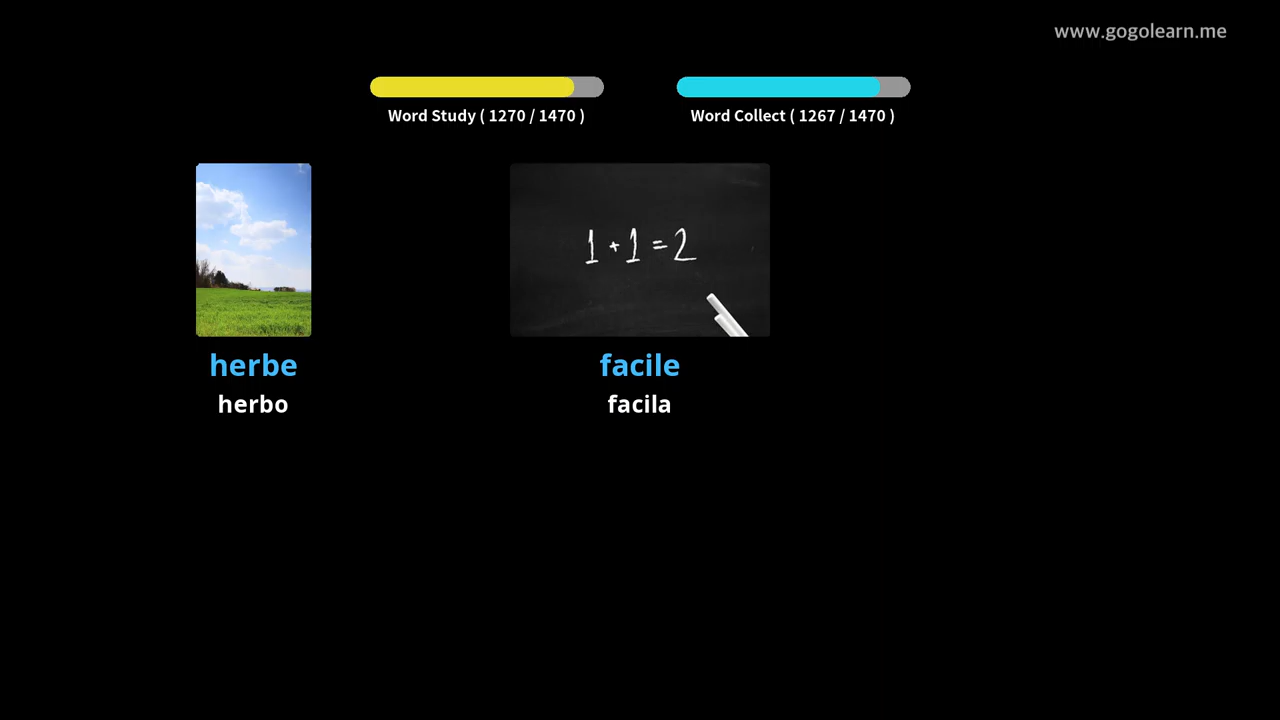 www.gogolearn.me
Word Study ( 1270 / 1470 )
Word Collect ( 1267 / 1470 )
1 + 1 = 2
herbe
facile
herbo
facila